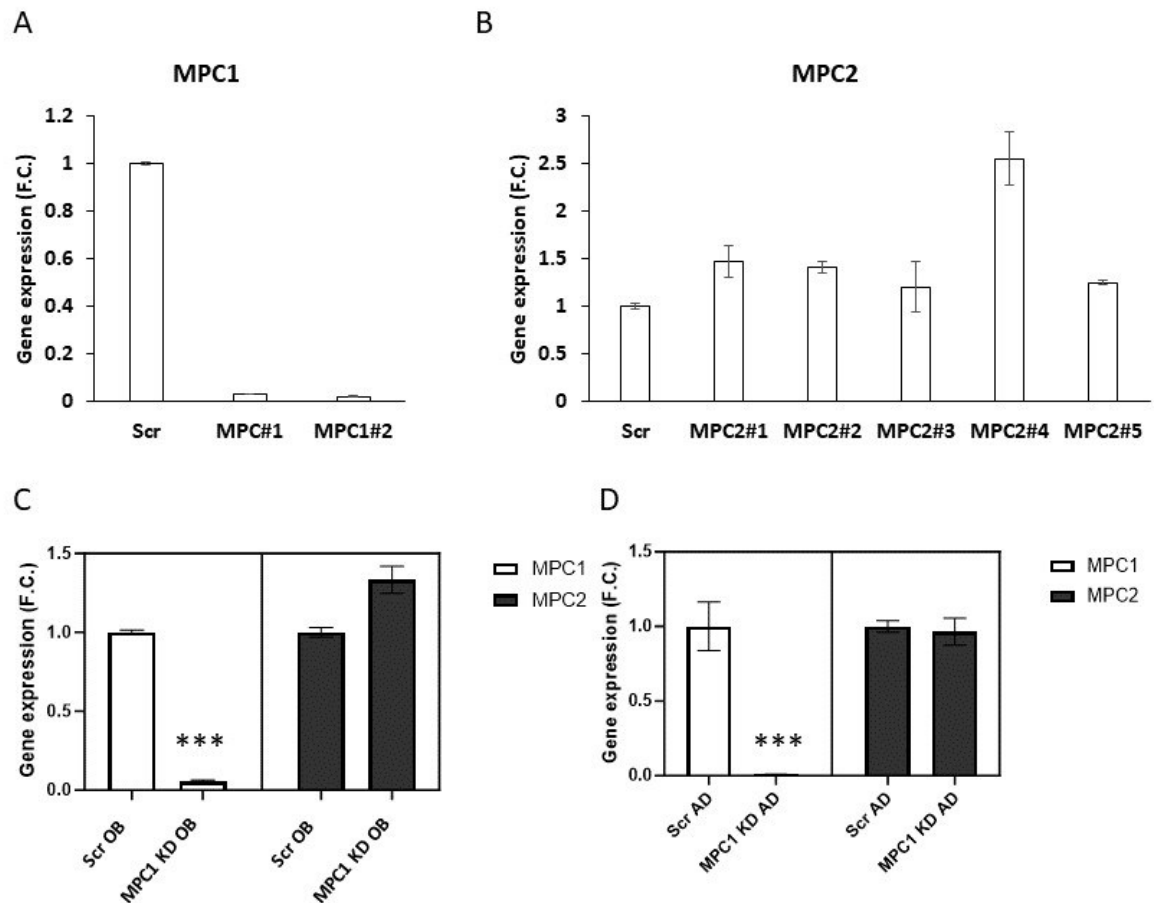 A
MPC1
Gene expression (F.C.)
1.2
1
0.8
0.6
0.4
0.2
0
Scr MPC#1 MPC1#2
B
MPC2
Gene expression (F.C.)
3
2.5
2
1.5
1
0.5
0
Scr MPC2#1 MPC2#2 MPC2#3 MPC2#4 MPC2#5
C
Gene expression (F.C.)
1.5
1.0
0.5
0.0
***
Scr OB MPC1 KD OB Scr OB MPC1 KD OB
MPC1
MPC2
D
Gene expression (F.C.)
1.5
1.0
0.5
0.0
***
Scr AD MPC1 KD AD Scr AD MPC1 KD AD
MPC1
MPC2